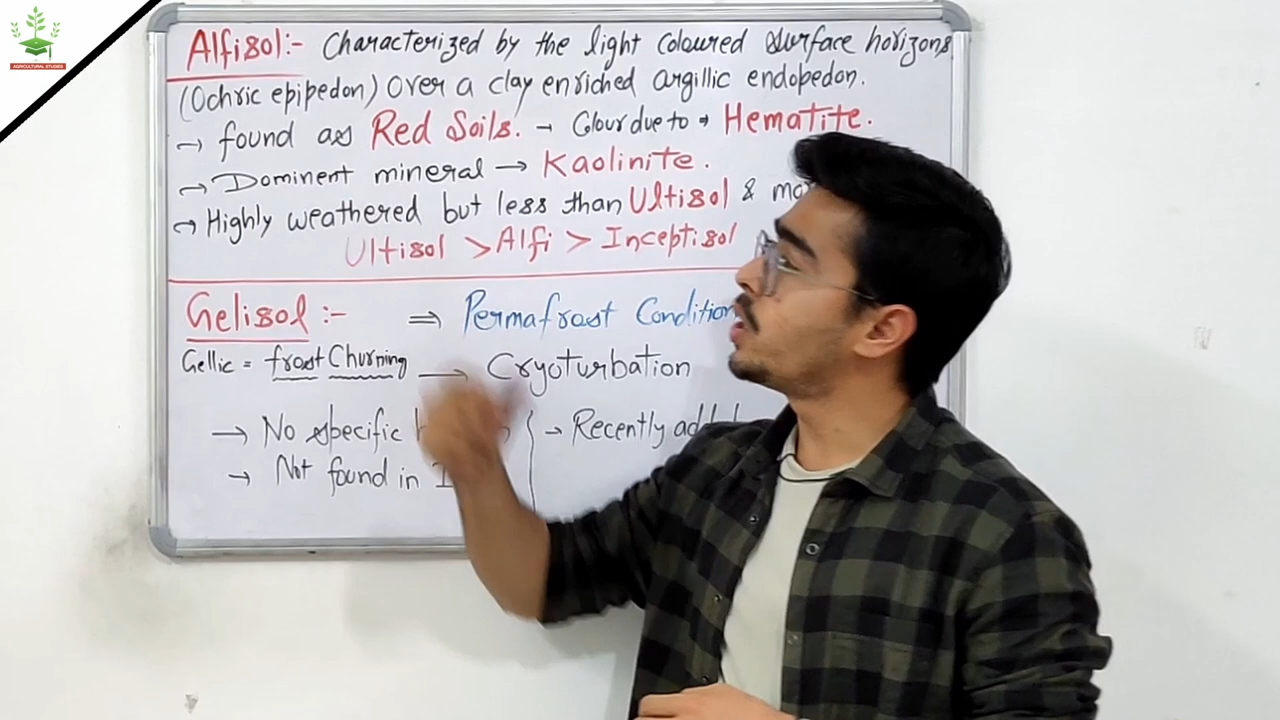 AGRICULTURAL STUDIES
Alfisol:- Characterized by the light coloured surface horizons
(Ochric epipedon) over a clay enriched argillic endopedon.
→ found as Red Soils. → Colour due to → Hematite.
→ Dominent mineral → Kaolinite.
→ Highly weathered but less than Ultisol &
Ultisol > Alfi > Inceptisol
Gelisol:- ⇒ Permafrost Condition
Gellic = frost Churning → Cryoturbation
→ No specific → Recently
→ Not found in